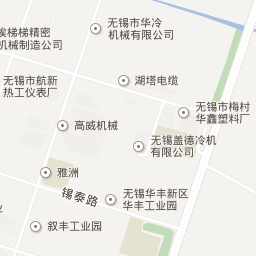 埃梯梯精密
机械制造公司
无锡市华冷
机械有限公司
无锡市航新
热工仪表厂
湖塔电缆
无锡市梅村
华鑫塑料厂
高威机械
无锡盖德冷机
有限公司
雅洲
锡泰路
无锡华丰新区
华丰工业园
叙丰工业园